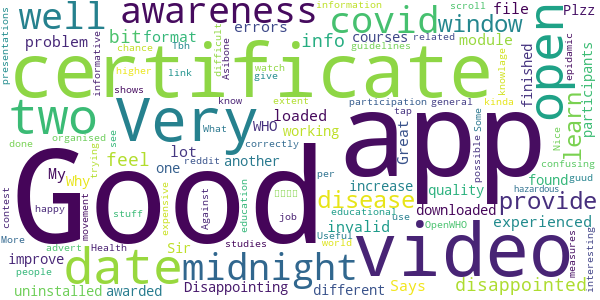 Good
app
certificate
Very
video
two
date
midnight
open
covid
well
awareness
window
learn
provide
disease
disappointed
bit
format
errors
info
courses
file
Plzz
problem
module
finished
participants
loaded
WHO
working
feel
lot
one
another
Great
found
My
Why
increase
quality
downloaded
experienced
invalid
Sir
Says
different
Disappointing
improve
uninstalled
awarded
presentations
informative
chance
higher
tbh
link
shows
difficult
Asibone
information
scroll
guidelines
related
watch
give
extent
participation
general
kinda
knowlage
epidamic
Some
possible
tap
Nice
confusing
know
What
see
trying
done
organised
correctly
reddit
per
education
hazardous.
guud
educational
use
OpenWHO
Useful
world
measures
interesting
job
studies
Against
expensive
stuff
movement
happy
contest
More
advert
Health
people